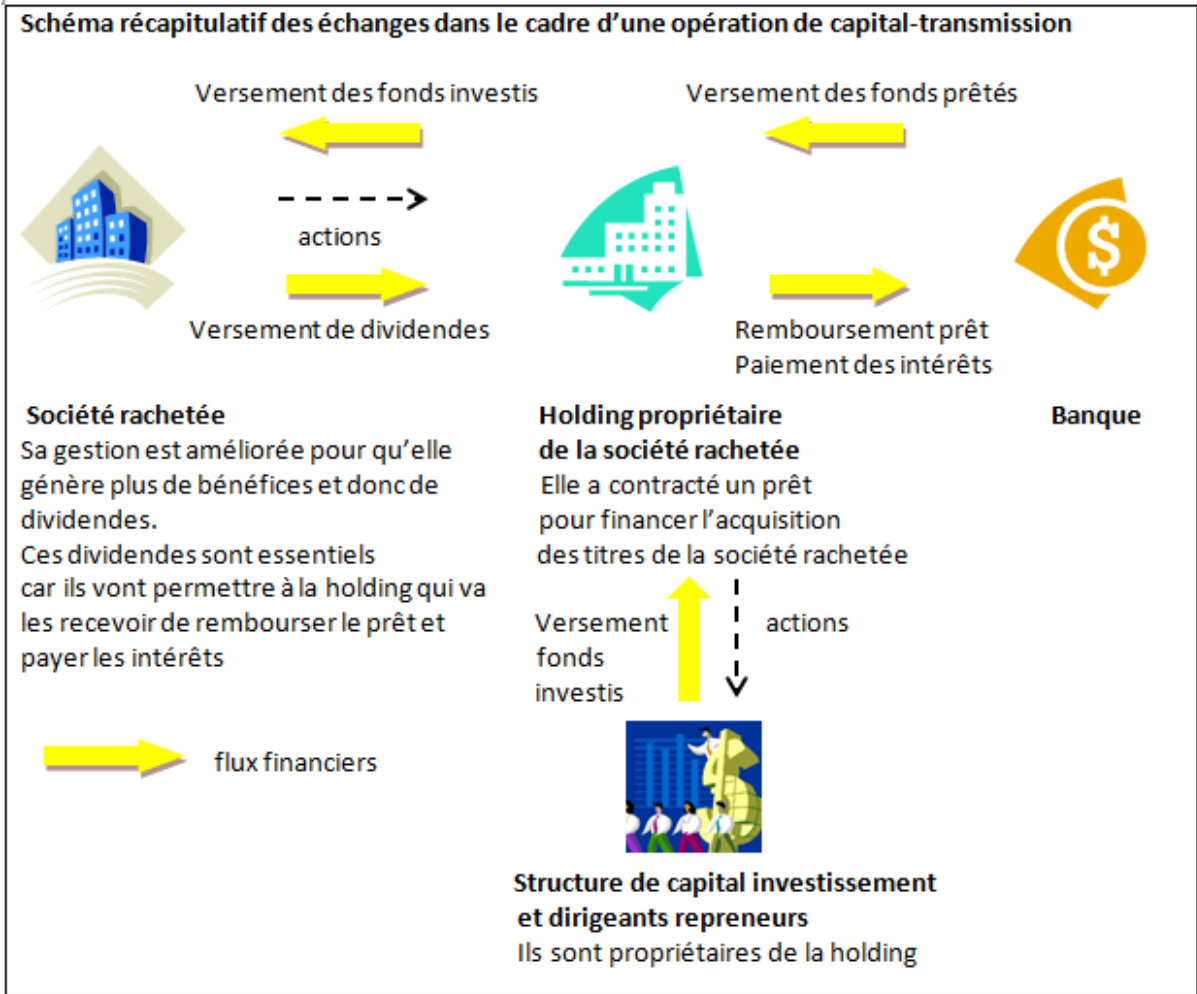 Schéma récapitulatif des échanges dans le cadre d’une opération de capital-transmission
Versement des fonds investis
Versement des fonds prêtés
actions
$
Versement de dividendes
Remboursement prêt
Paiement des intérêts
Société rachetée
Sa gestion est améliorée pour qu’elle
génère plus de bénéfices et donc de
dividendes.
Ces dividendes sont essentiels
car ils vont permettre à la holding qui va
les recevoir de rembourser le prêt et
payer les intérêts
Holding propriétaire
de la société rachetée
Elle a contracté un prêt
pour financer l’acquisition
des titres de la société rachetée
Banque
Versement
fonds
investis
actions
flux financiers
Structure de capital investissement
et dirigeants repreneurs
Ils sont propriétaires de la holding